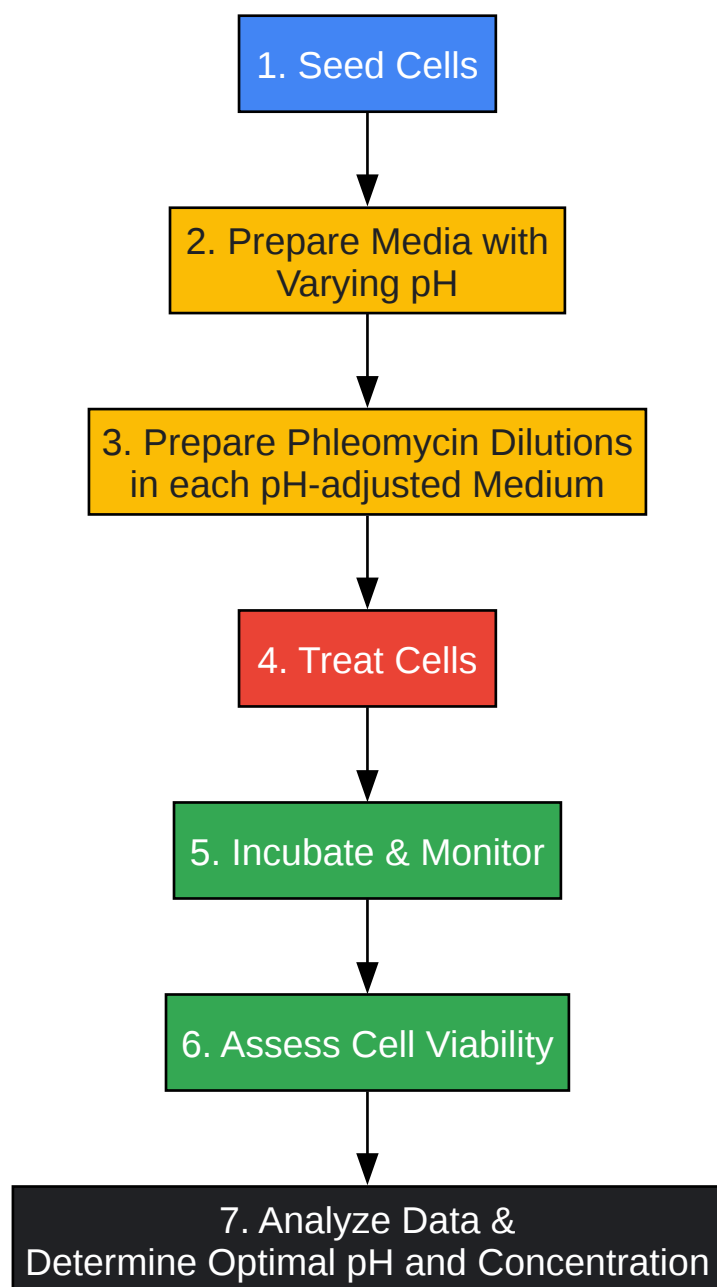 1. Seed Cells
2. Prepare Media with
Varying pH
3. Prepare Phleomycin Dilutions
in each pH-adjusted Medium
4. Treat Cells
5. Incubate & Monitor
6. Assess Cell Viability
7. Analyze Data &
Determine Optimal pH and Concentration